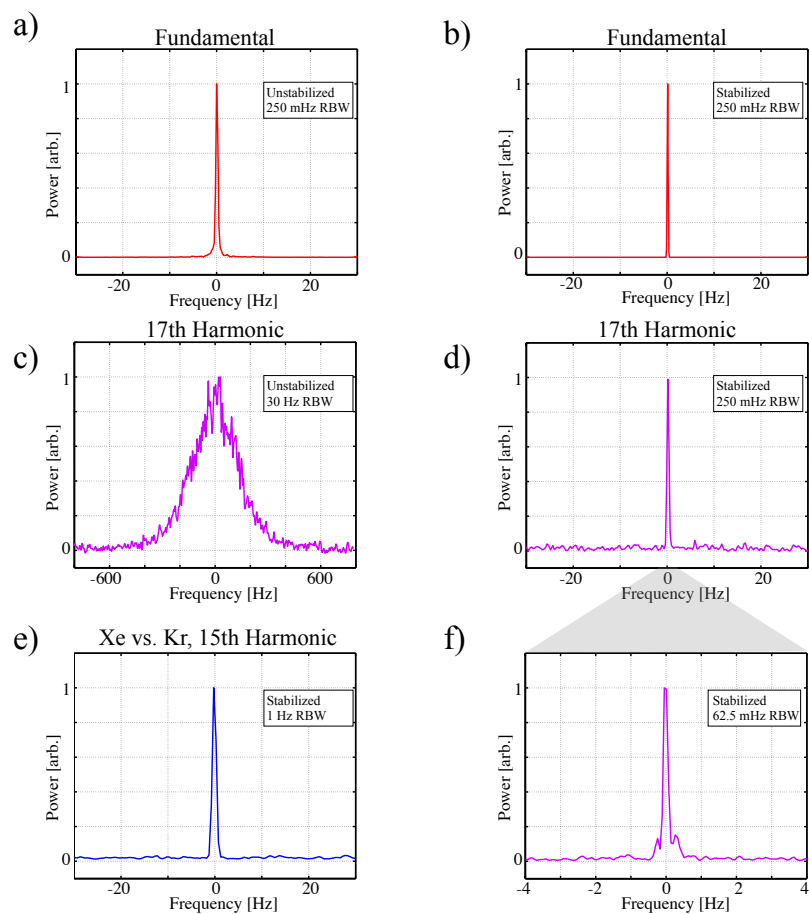 a)
Fundamental
Power [arb.]
1
0
Unstabilized
250 mHz RBW
-20
0
20
Frequency [Hz]
b)
Fundamental
Power [arb.]
1
0
Stabilized
250 mHz RBW
-20
0
20
Frequency [Hz]
c)
17th Harmonic
Power [arb.]
1
0
Unstabilized
30 Hz RBW
-600
0
600
Frequency [Hz]
d)
17th Harmonic
Power [arb.]
1
0
Stabilized
250 mHz RBW
-20
0
20
Frequency [Hz]
e)
Xe vs. Kr, 15th Harmonic
Power [arb.]
1
0
Stabilized
1 Hz RBW
-20
0
20
Frequency [Hz]
f)
Power [arb.]
1
0
Stabilized
62.5 mHz RBW
-4
-2
0
2
4
Frequency [Hz]